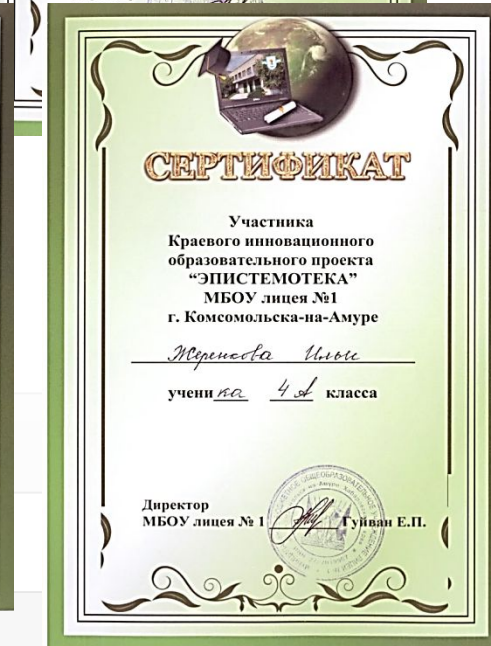 СЕРТИФИКАТ
Участника
Краевого инновационного
образовательного проекта
“ЭПИСТЕМОТЕКА”
МБОУ лицея №1
г. Комсомольска-на-Амуре
Жеренкова Ильи
ученика 4 А класса
Директор
МБОУ лицея № 1 Гуйван Е.П.